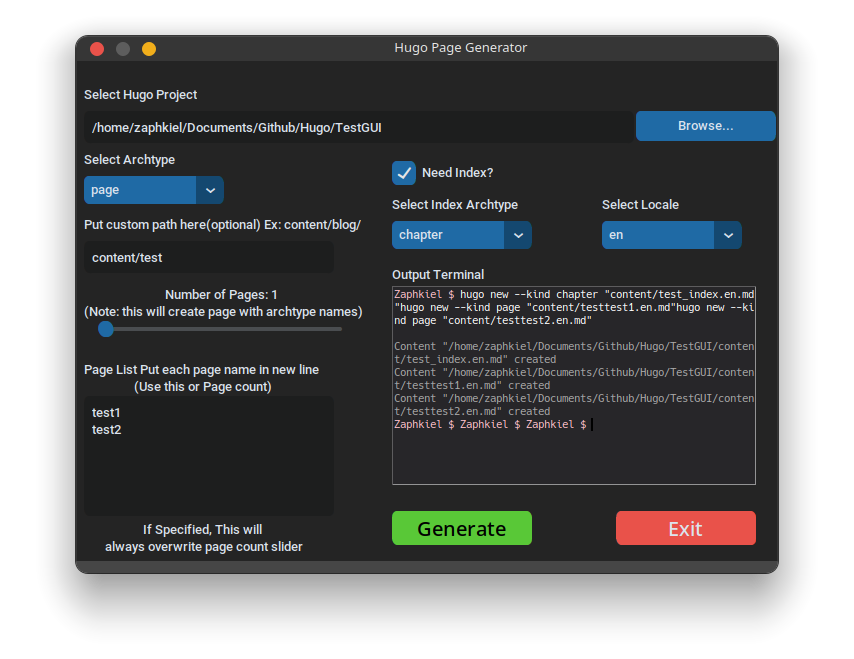 Hugo Page Generator
Select Hugo Project
/home/zaphkiel/Documents/Github/Hugo/TestGUI
Browse...
Select Archtype
page
Put custom path here(optional) Ex: content/blog/
content/test
Number of Pages: 1
(Note: this will create page with archtype names)
Page List Put each page name in new line
(Use this or Page count)
test1
test2
If Specified, This will
always overwrite page count slider
Need Index?
Select Index Archtype
Select Locale
chapter
en
Output Terminal
Zaphkiel $ hugo new --kind chapter "content/test_index.en.md
"hugo new --kind page "content/testtest1.en.md"hugo new --ki
nd page "content/testtest2.en.md"
Content "/home/zaphkiel/Documents/Github/Hugo/TestGUI/conten
t/test_index.en.md" created
Content "/home/zaphkiel/Documents/Github/Hugo/TestGUI/conten
t/testtest1.en.md" created
Content "/home/zaphkiel/Documents/Github/Hugo/TestGUI/conten
t/testtest2.en.md" created
Zaphkiel $ Zaphkiel $ Zaphkiel $
Generate
Exit